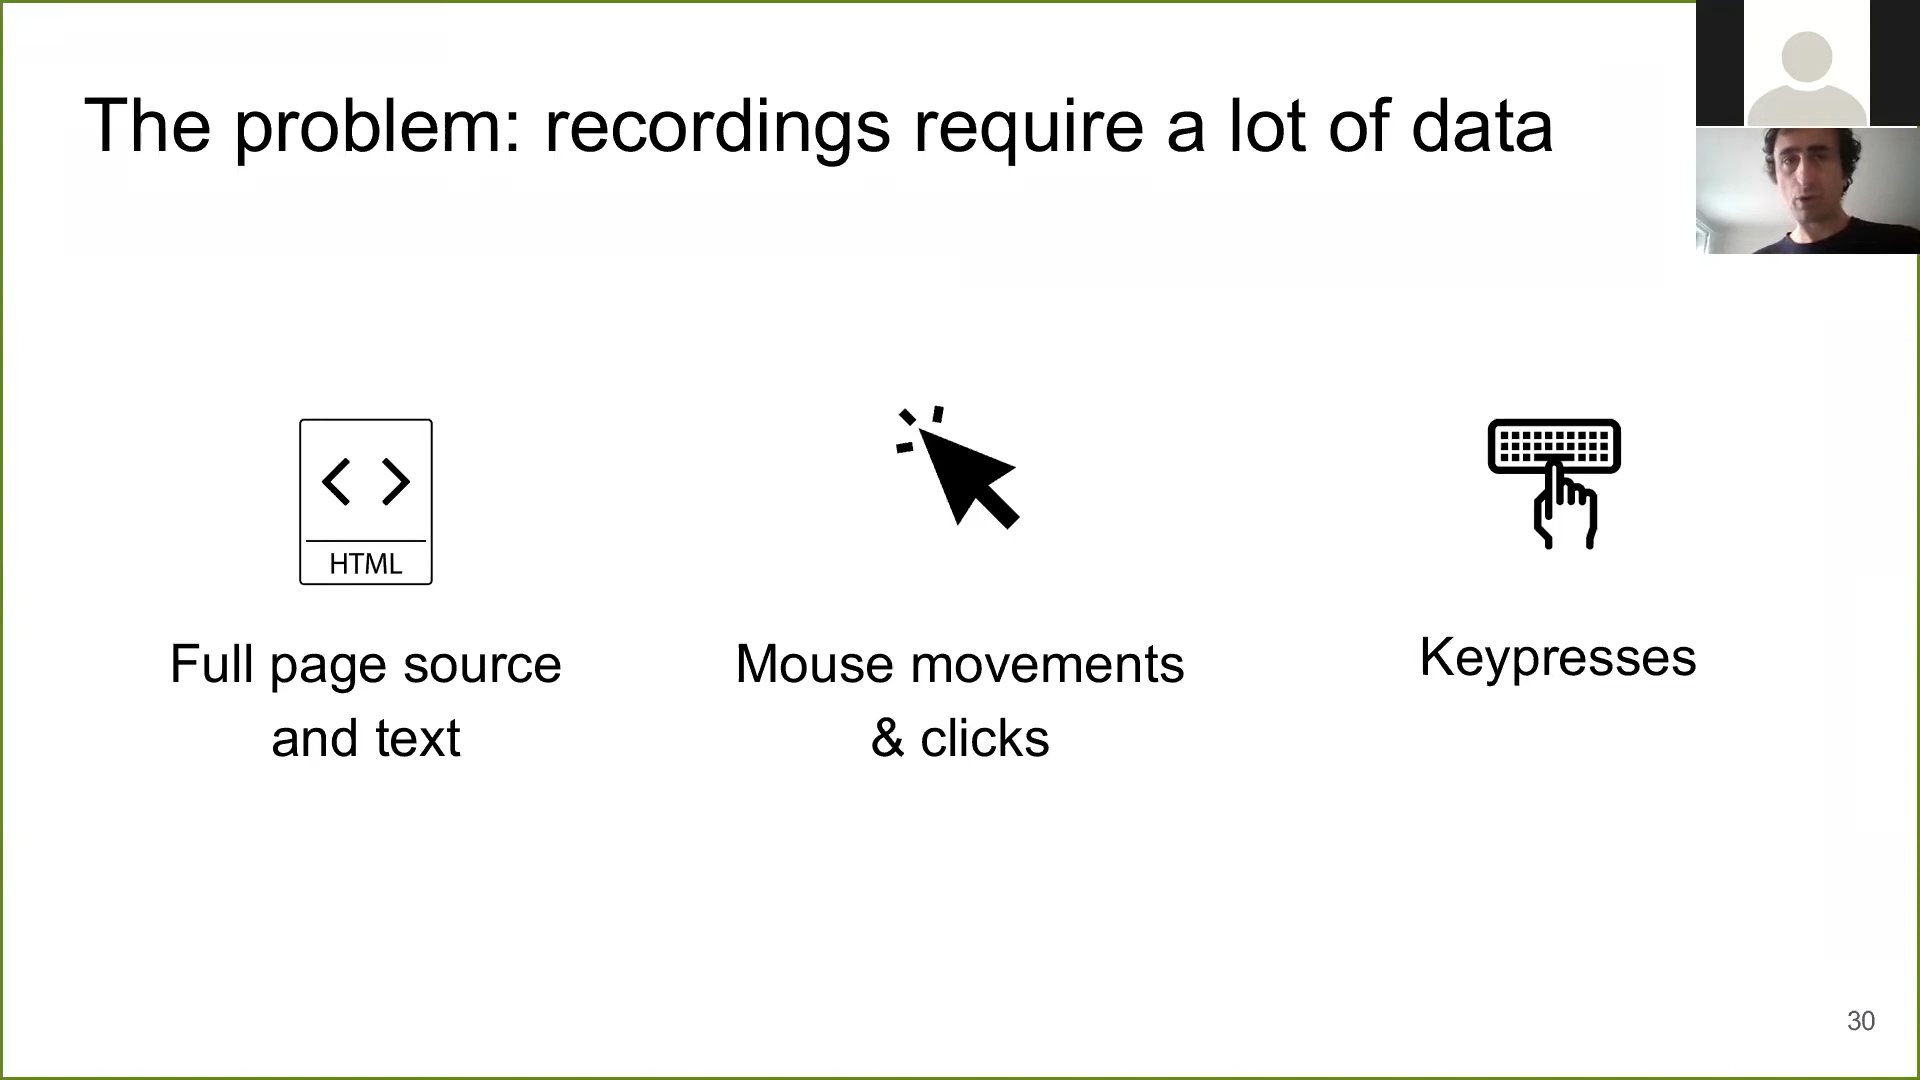 The problem: recordings require a lot of data
HTML
Full page source
and text
Mouse movements
& clicks
Keypresses
30